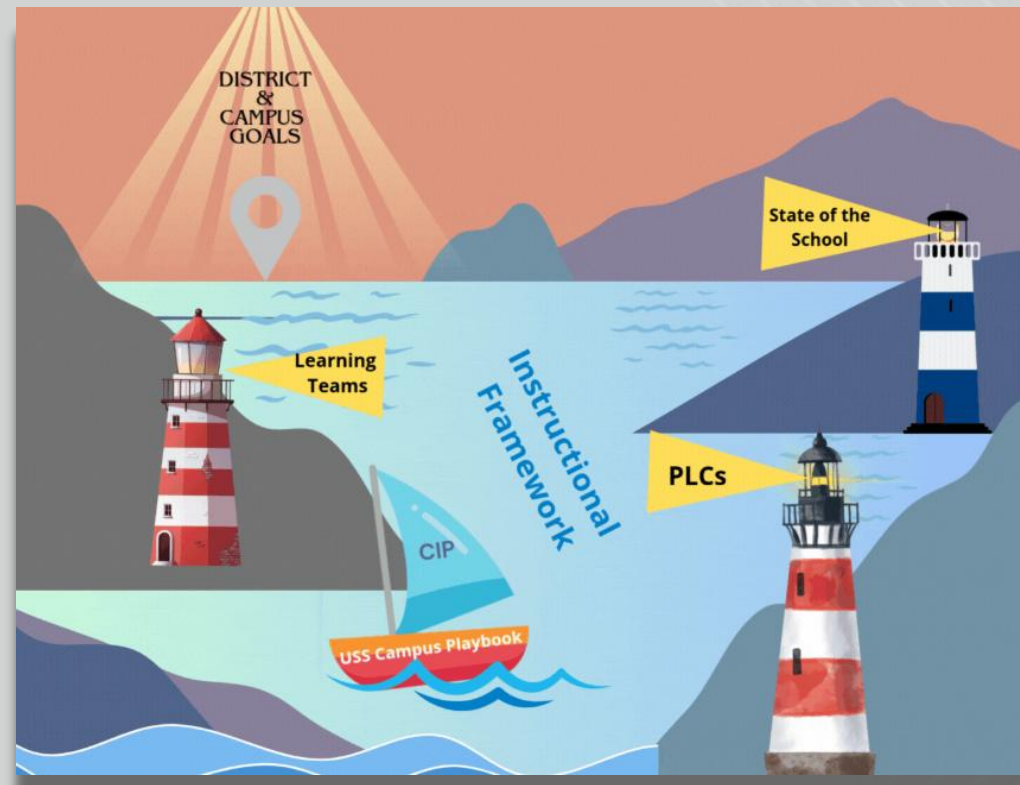 DISTRICT
&
CAMPUS
GOALS
State of the
School
Learning
Teams
Instructional
Framework
PLCs
CIP
USS Campus Playbook